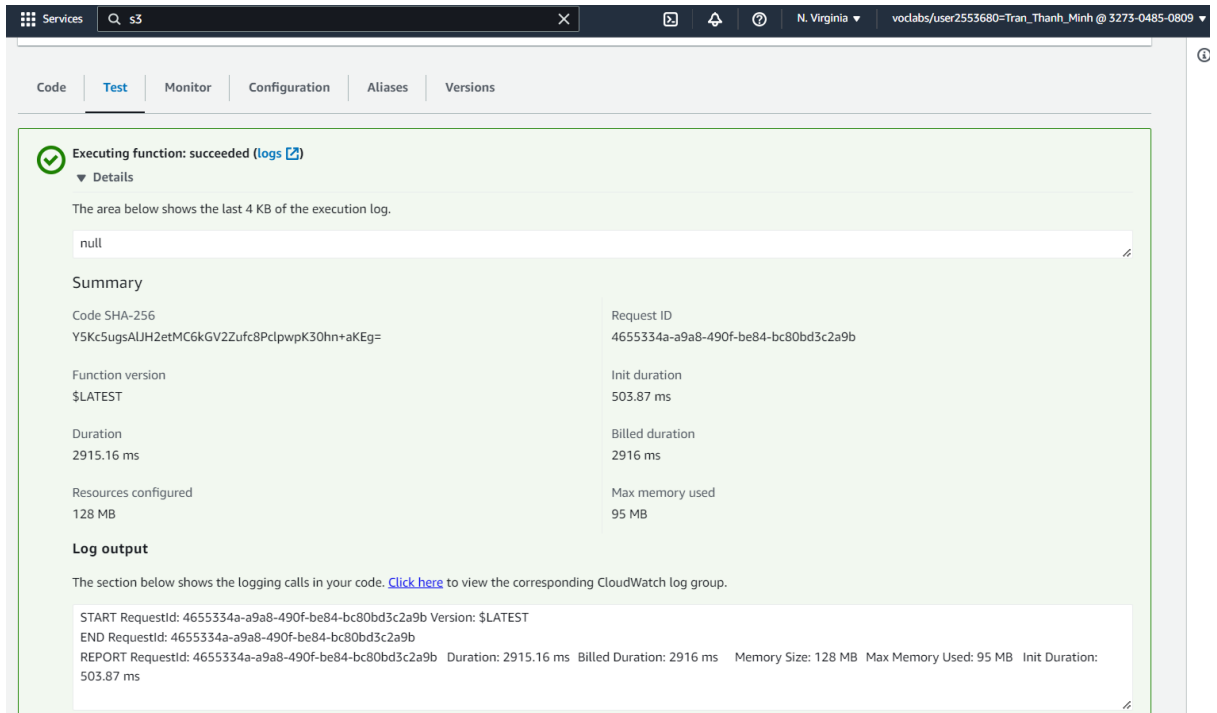 Services s3 N. Virginia ▼ voclabs/user2553680=Tran_Thanh_Minh @ 3273-0485-0809 ▼
Code Test Monitor Configuration Aliases Versions
Executing function: succeeded (logs)
▼ Details
The area below shows the last 4 KB of the execution log.
null
Summary
Code SHA-256 Request ID
Y5Kc5ugsAlJH2etMC6kGV2Zufc8PclpwpK30hn+aKEg= 4655334a-a9a8-490f-be84-bc80bd3c2a9b
Function version Init duration
$LATEST 503.87 ms
Duration Billed duration
2915.16 ms 2916 ms
Resources configured Max memory used
128 MB 95 MB
Log output
The section below shows the logging calls in your code. Click here to view the corresponding CloudWatch log group.
START RequestId: 4655334a-a9a8-490f-be84-bc80bd3c2a9b Version: $LATEST
END RequestId: 4655334a-a9a8-490f-be84-bc80bd3c2a9b
REPORT RequestId: 4655334a-a9a8-490f-be84-bc80bd3c2a9b Duration: 2915.16 ms Billed Duration: 2916 ms Memory Size: 128 MB Max Memory Used: 95 MB Init Duration:
503.87 ms